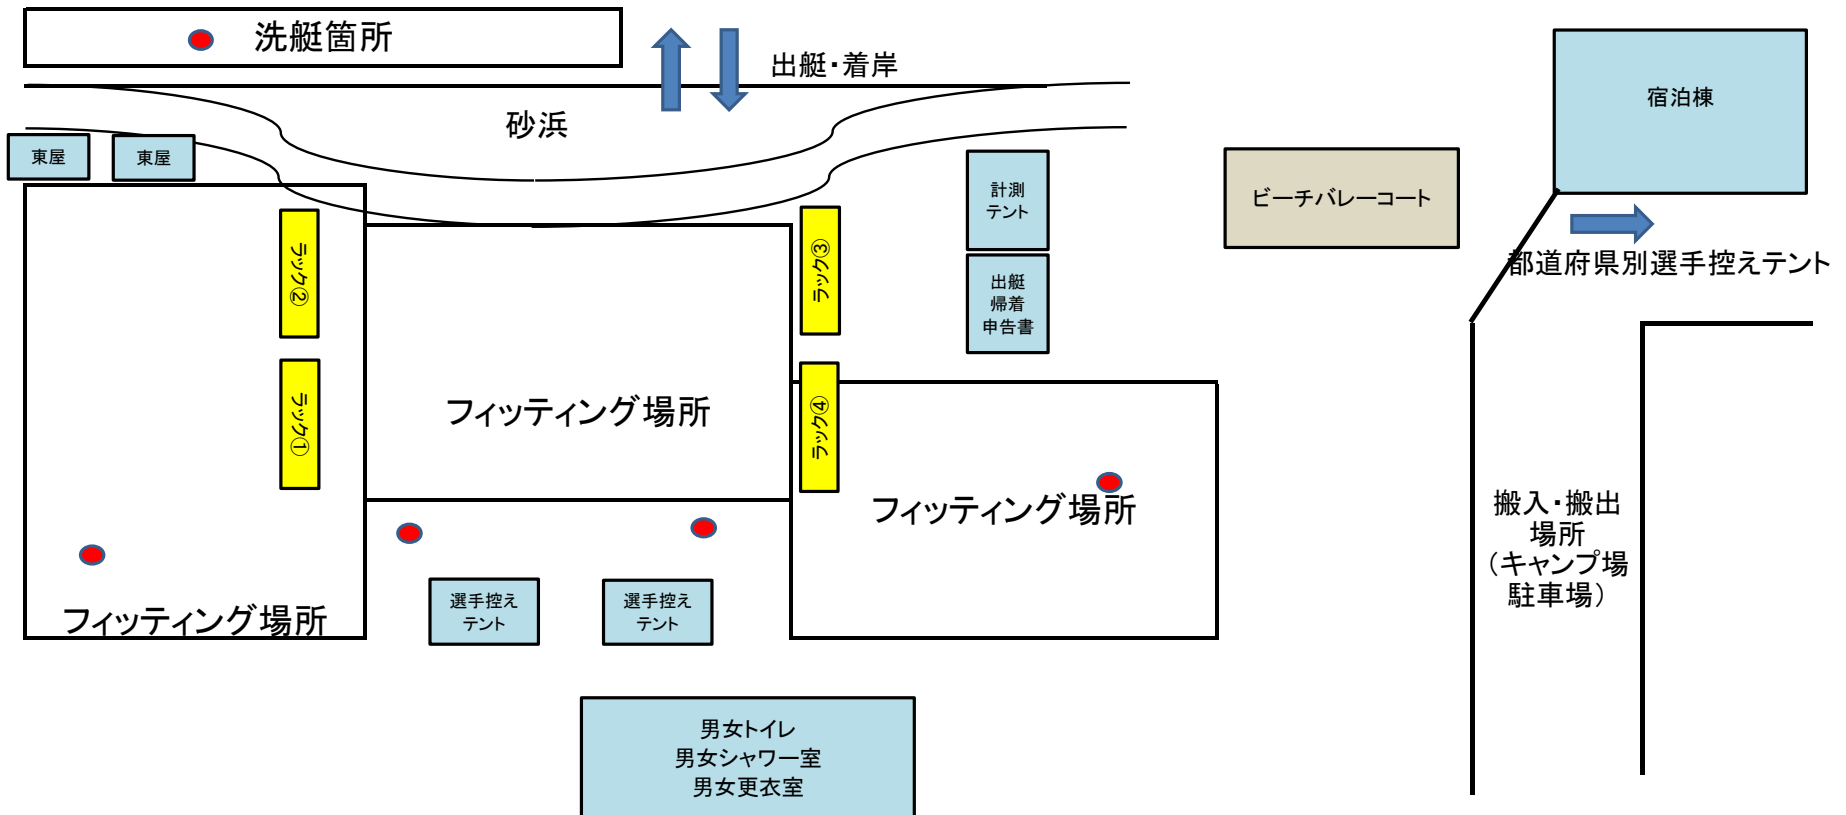 洗艇箇所
出艇・着岸
宿泊棟
砂浜
東屋
東屋
計測
テント
ビーチバレーコート
都道府県別選手控えテント
ラック②
ラック③
出艇
帰着
申告書
ラック①
ラック④
フィッティング場所
フィッティング場所
搬入・搬出
場所
（キャンプ場
駐車場）
フィッティング場所
選手控え
テント
選手控え
テント
男女トイレ
男女シャワー室
男女更衣室